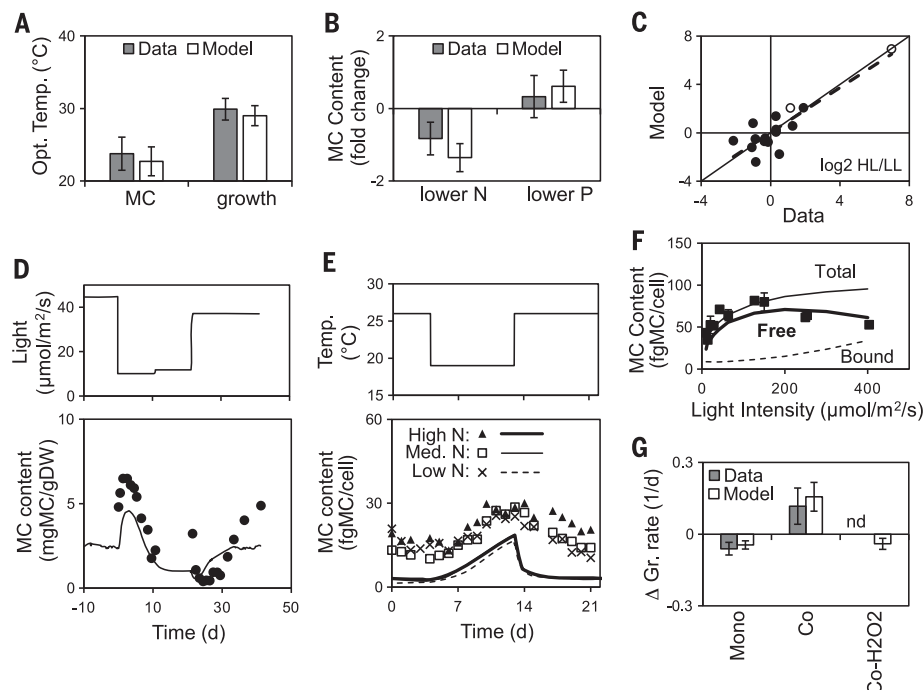 A
Opt. Temp. (°C)
40
30
20
Data Model
MC growth
B
MC Content
(fold change)
2
0
-2
Data Model
lower N lower P
C
Model
8
4
0
-4
log2 HL/LL
-4 0 4 8
Data
D
Light
(µmol/m²/s)
40
20
0
MC content
(mgMC/gDW)
10
5
0
-10 10 30 50
Time (d)
E
Temp.
(°C)
30
25
20
15
MC content
(fgMC/cell)
60
30
0
High N:
Med. N:
Low N:
0 7 14 21
Time (d)
F
MC Content
(fgMC/cell)
150
100
50
0
Total
Free
Bound
0 200 400
Light Intensity (µmol/m²/s)
G
Δ Gr. rate (1/d)
0.3
0
-0.3
Data
Model
nd
Mono
Co
Co-H2O2